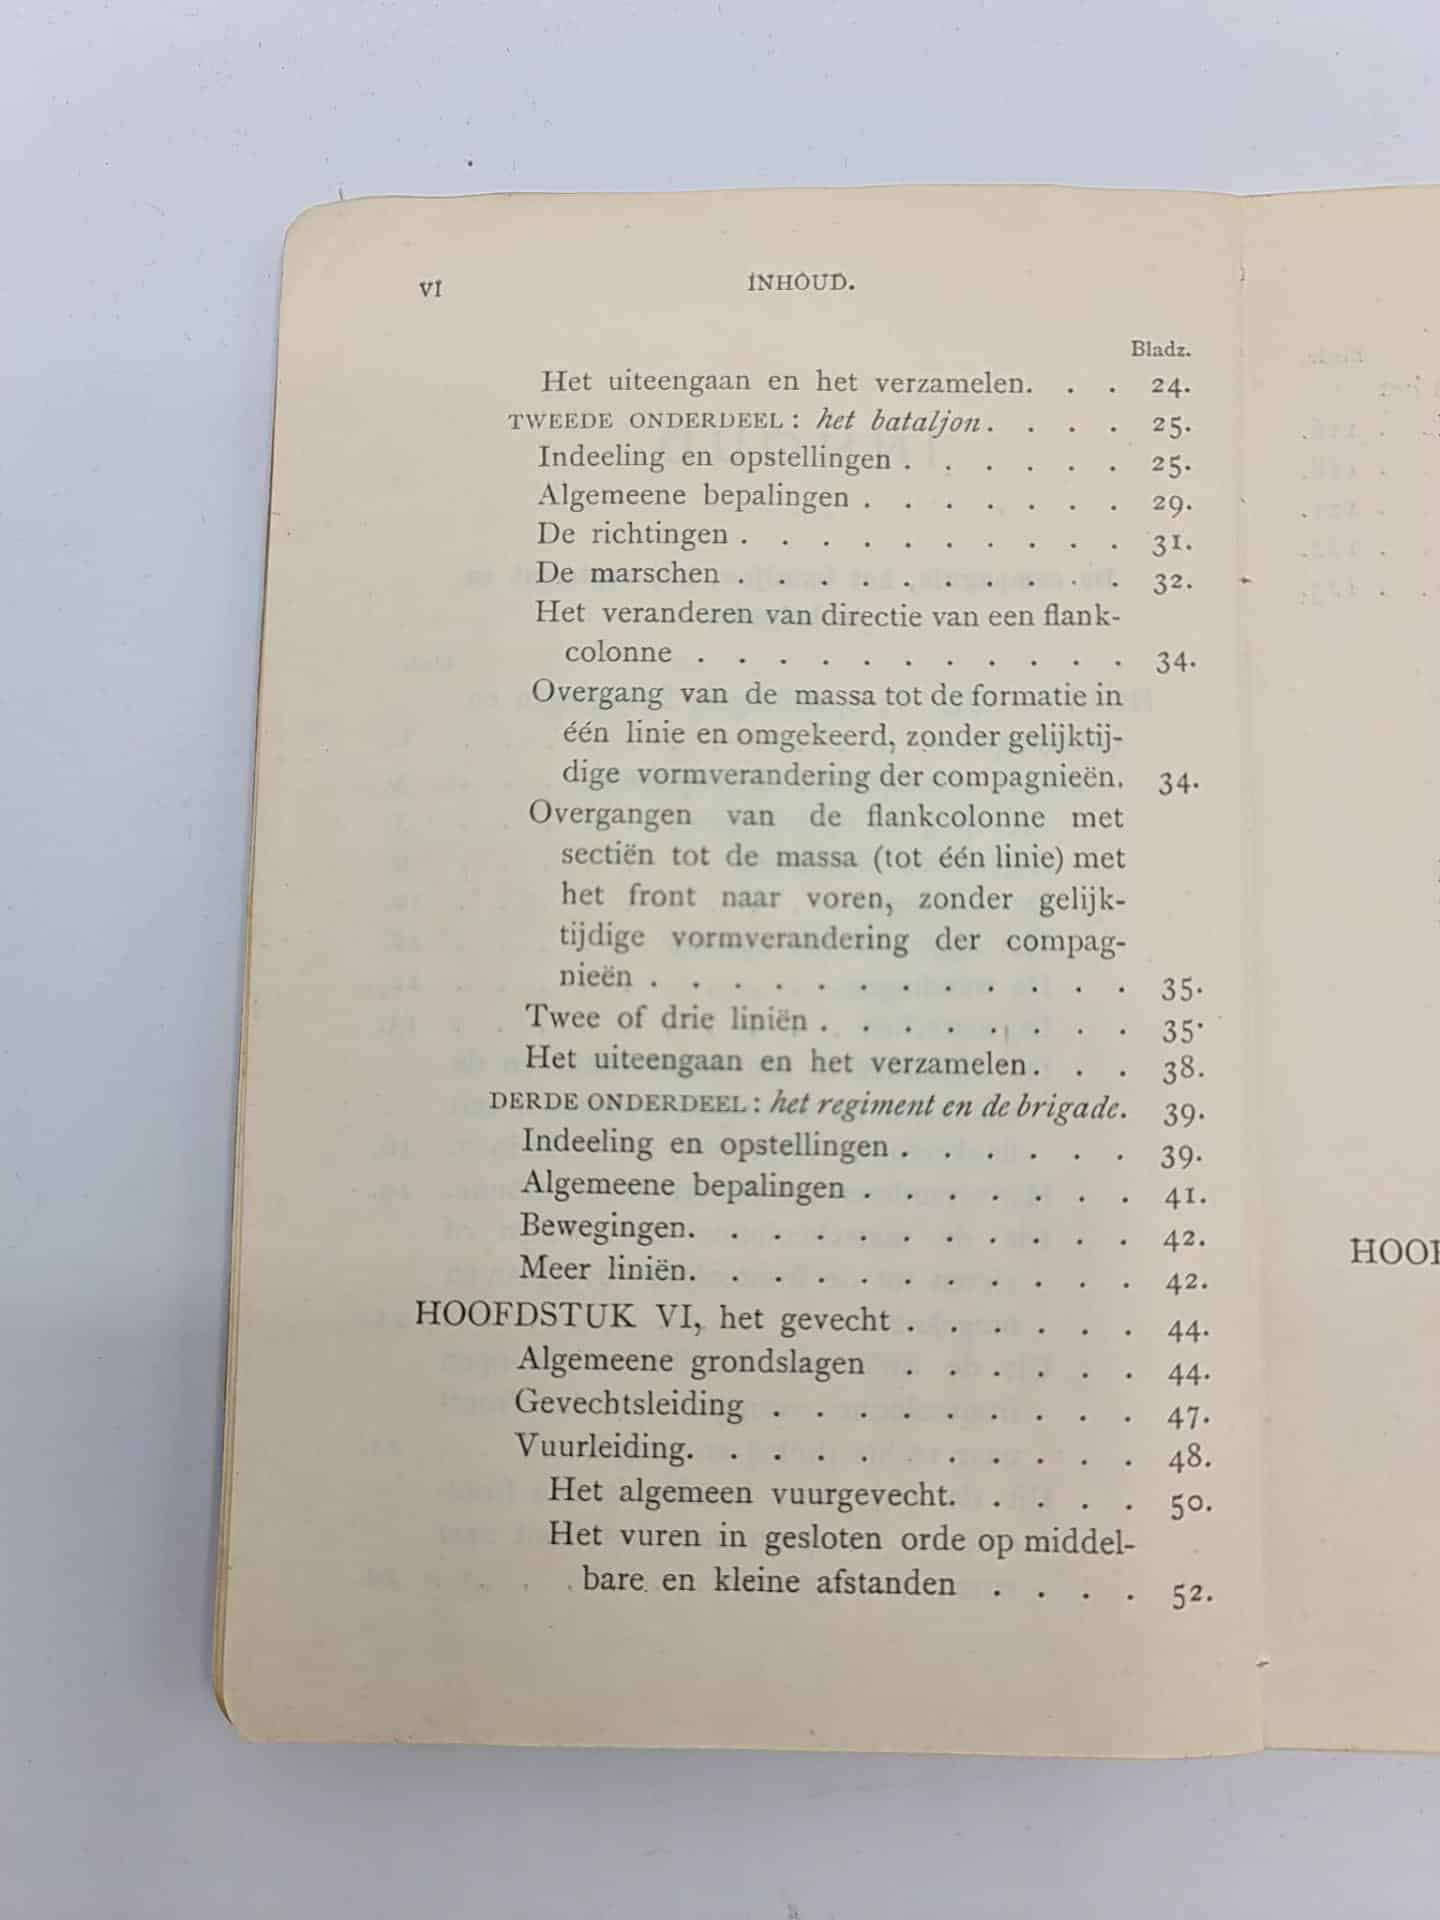 VI
INHOUD.
Bladz.
Het uiteengaan en het verzamelen. . . 24.
TWEEDE ONDERDEEL: het bataljon. . . . 25.
Indeeling en opstellingen . . . . . . 25.
Algemeene bepalingen . . . . . . . 29.
De richtingen . . . . . . . . . . 31.
De marschen . . . . . . . . . . 32.
Het veranderen van directie van een flank-
colonne . . . . . . . . . . . 34.
Overgang van de massa tot de formatie in
één linie en omgekeerd, zonder gelijktij-
dige vormverandering der compagnieën. 34.
Overgangen van de flankcolonne met
sectiën tot de massa (tot één linie) met
het front naar voren, zonder gelijk-
tijdige vormverandering der compag-
nieën . . . . . . . . . . . . 35.
Twee of drie liniën . . . . . . . . 35.
Het uiteengaan en het verzamelen. . . 38.
DERDE ONDERDEEL: het regiment en de brigade. 39.
Indeeling en opstellingen . . . . . . 39.
Algemeene bepalingen . . . . . . . 41.
Bewegingen. . . . . . . . . . . 42.
Meer liniën. . . . . . . . . . . 42.
HOOFDSTUK VI, het gevecht . . . . . . 44.
Algemeene grondslagen . . . . . . 44.
Gevechtsleiding . . . . . . . . . 47.
Vuurleiding. . . . . . . . . . . 48.
Het algemeen vuurgevecht. . . . . 50.
Het vuren in gesloten orde op middel-
bare en kleine afstanden . . . . 52.